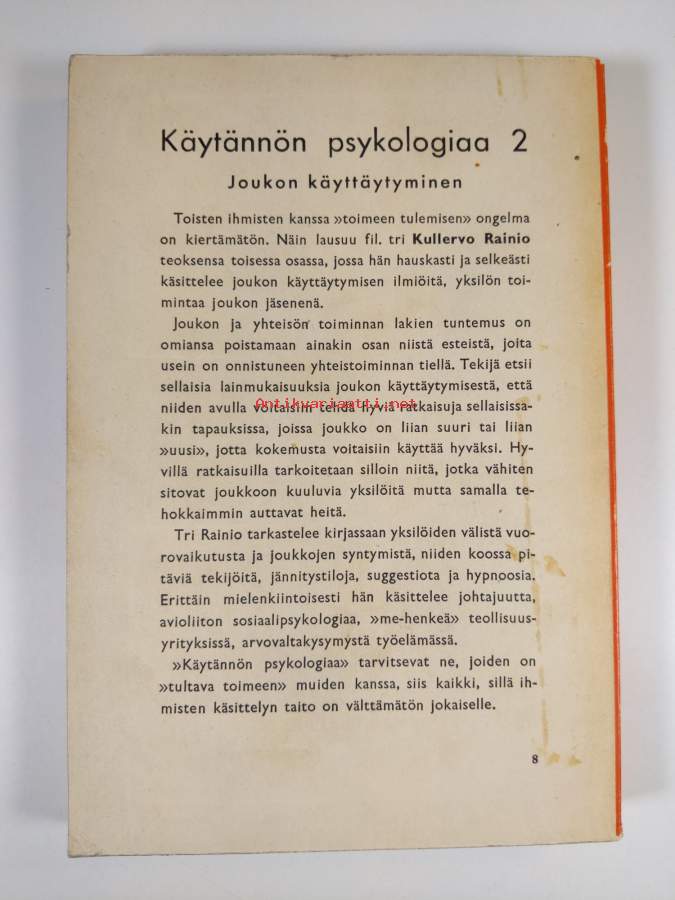 Käytännön psykologiaa 2
Joukon käyttäytyminen
Toisten ihmisten kanssa »toimeen tulemisen» ongelma
on kiertämätön. Näin lausuu fil. tri Kullervo Rainio
teoksensa toisessa osassa, jossa hän hauskasti ja selkeästi
käsittelee joukon käyttäytymisen ilmiöitä, yksilön toi-
mintaa joukon jäsenenä.
Joukon ja yhteisön toiminnan lakien tuntemus on
omiansa poistamaan ainakin osan niistä esteistä, joita
usein on onnistuneen yhteistoiminnan tiellä. Tekijä etsii
sellaisia lainmukaisuuksia joukon käyttäytymisestä, että
niiden avulla voitaisiin tehdä hyviä ratkaisuja sellaisissa-
Antikvariantti.net
kin tapauksissa, joissa joukko on liian suuri tai liian
»uusi», jotta kokemusta voitaisiin käyttää hyväksi. Hy-
villä ratkaisuilla tarkoitetaan silloin niitä, jotka vähiten
sitovat joukkoon kuuluvia yksilöitä mutta samalla te-
hokkaimmin auttavat heitä.
Tri Rainio tarkastelee kirjassaan yksilöiden välistä vuo-
rovaikutusta ja joukkojen syntymistä, niiden koossa pi-
täviä tekijöitä, jännitystiloja, suggestiota ja hypnoosia.
Erittäin mielenkiintoisesti hän käsittelee johtajuutta,
avioliiton sosiaalipsykologiaa, »me-henkeä» teollisuus-
yrityksissä, arvovaltakysymystä työelämässä.
»Käytännön psykologiaa» tarvitsevat ne, joiden on
»tultava toimeen» muiden kanssa, siis kaikki, sillä ih-
misten käsittelyn taito on välttämätön jokaiselle.
8